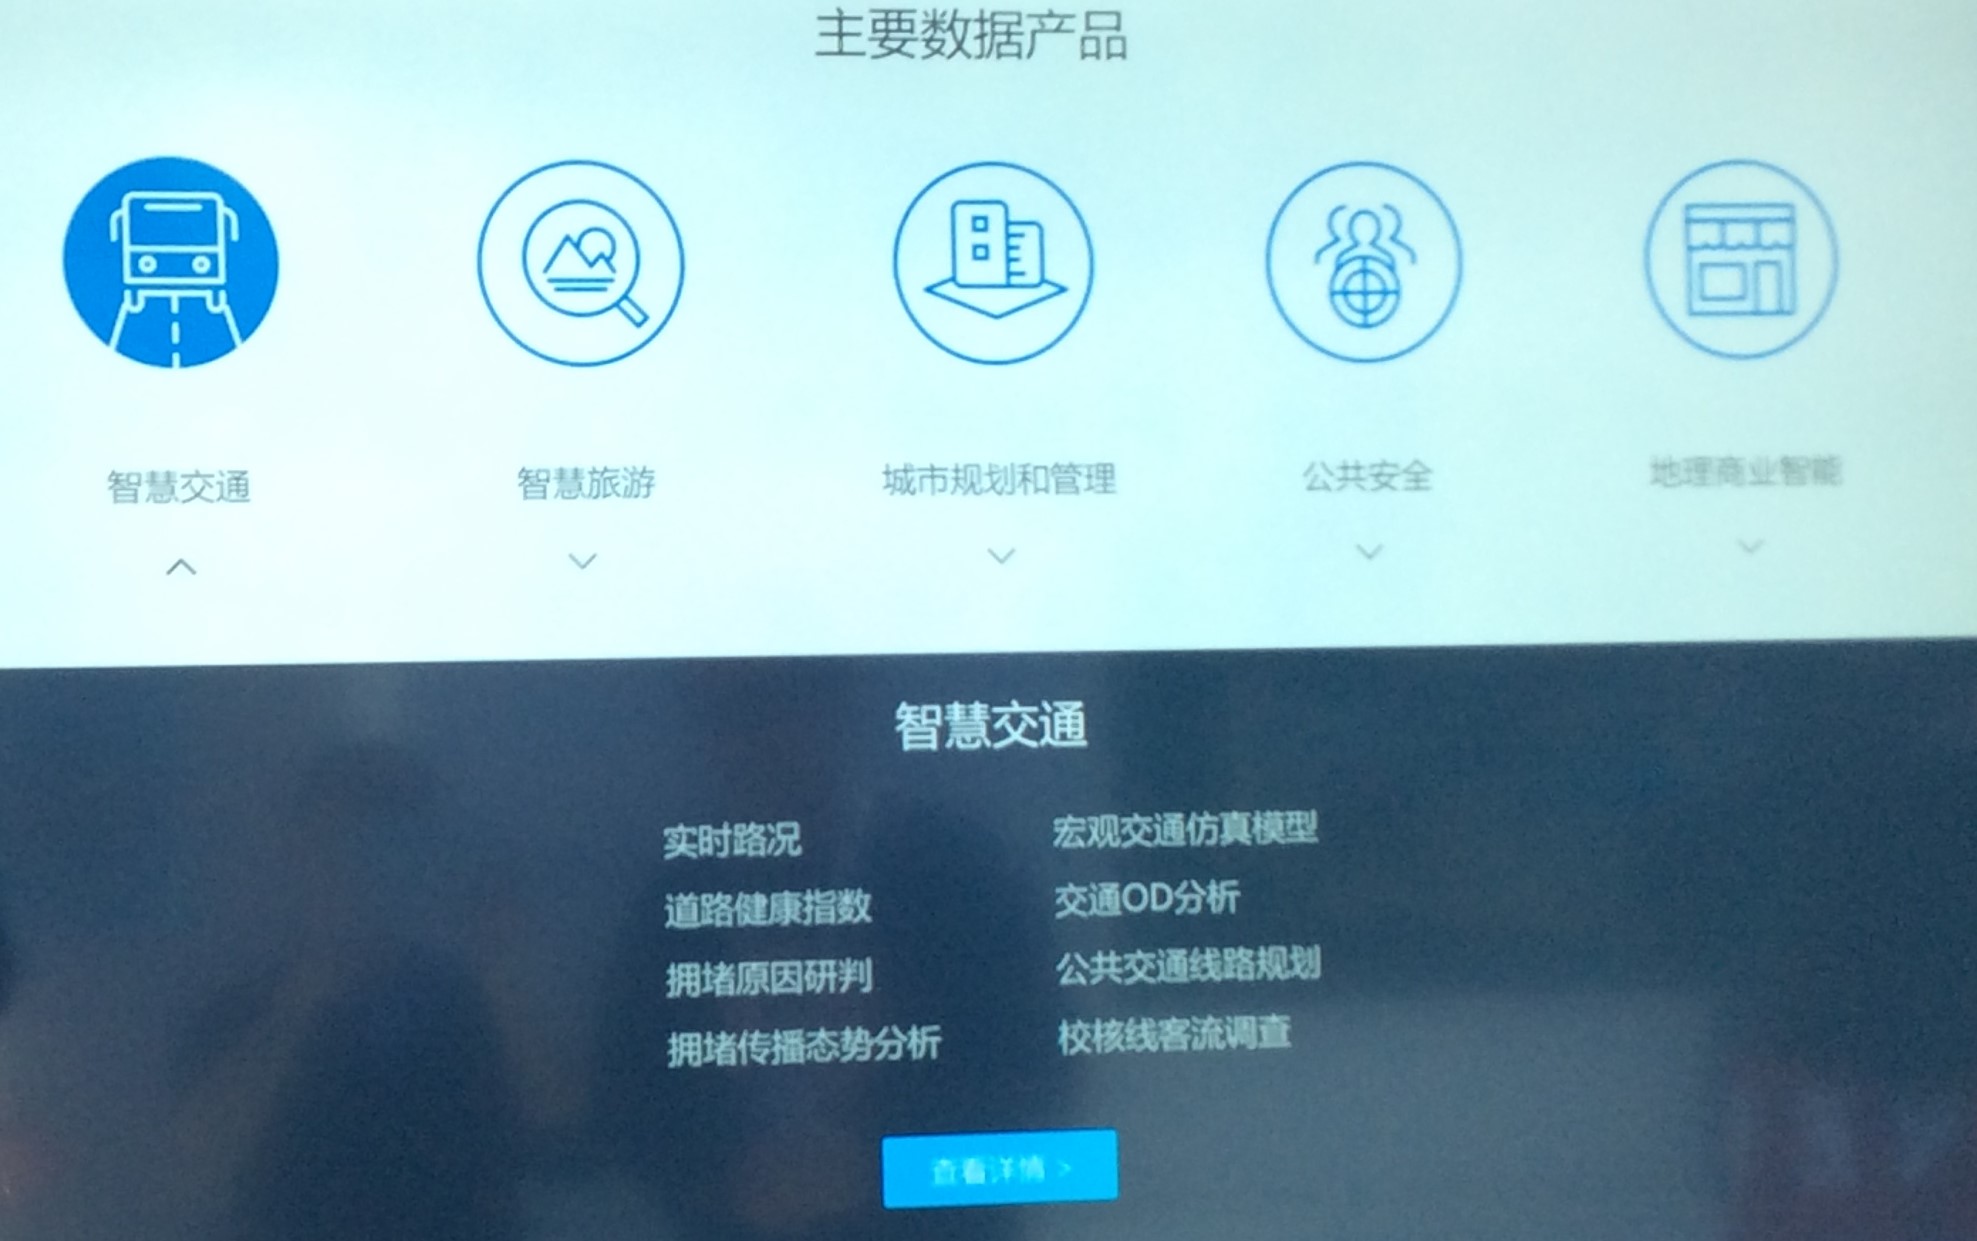 主要数据产品
智慧交通
智慧旅游
城市规划和管理
公共安全
地理商业智能
智慧交通
实时路况
宏观交通仿真模型
道路健康指数
交通OD分析
拥堵原因研判
公共交通线路规划
拥堵传播态势分析
校核线客流调查
查看详情 >